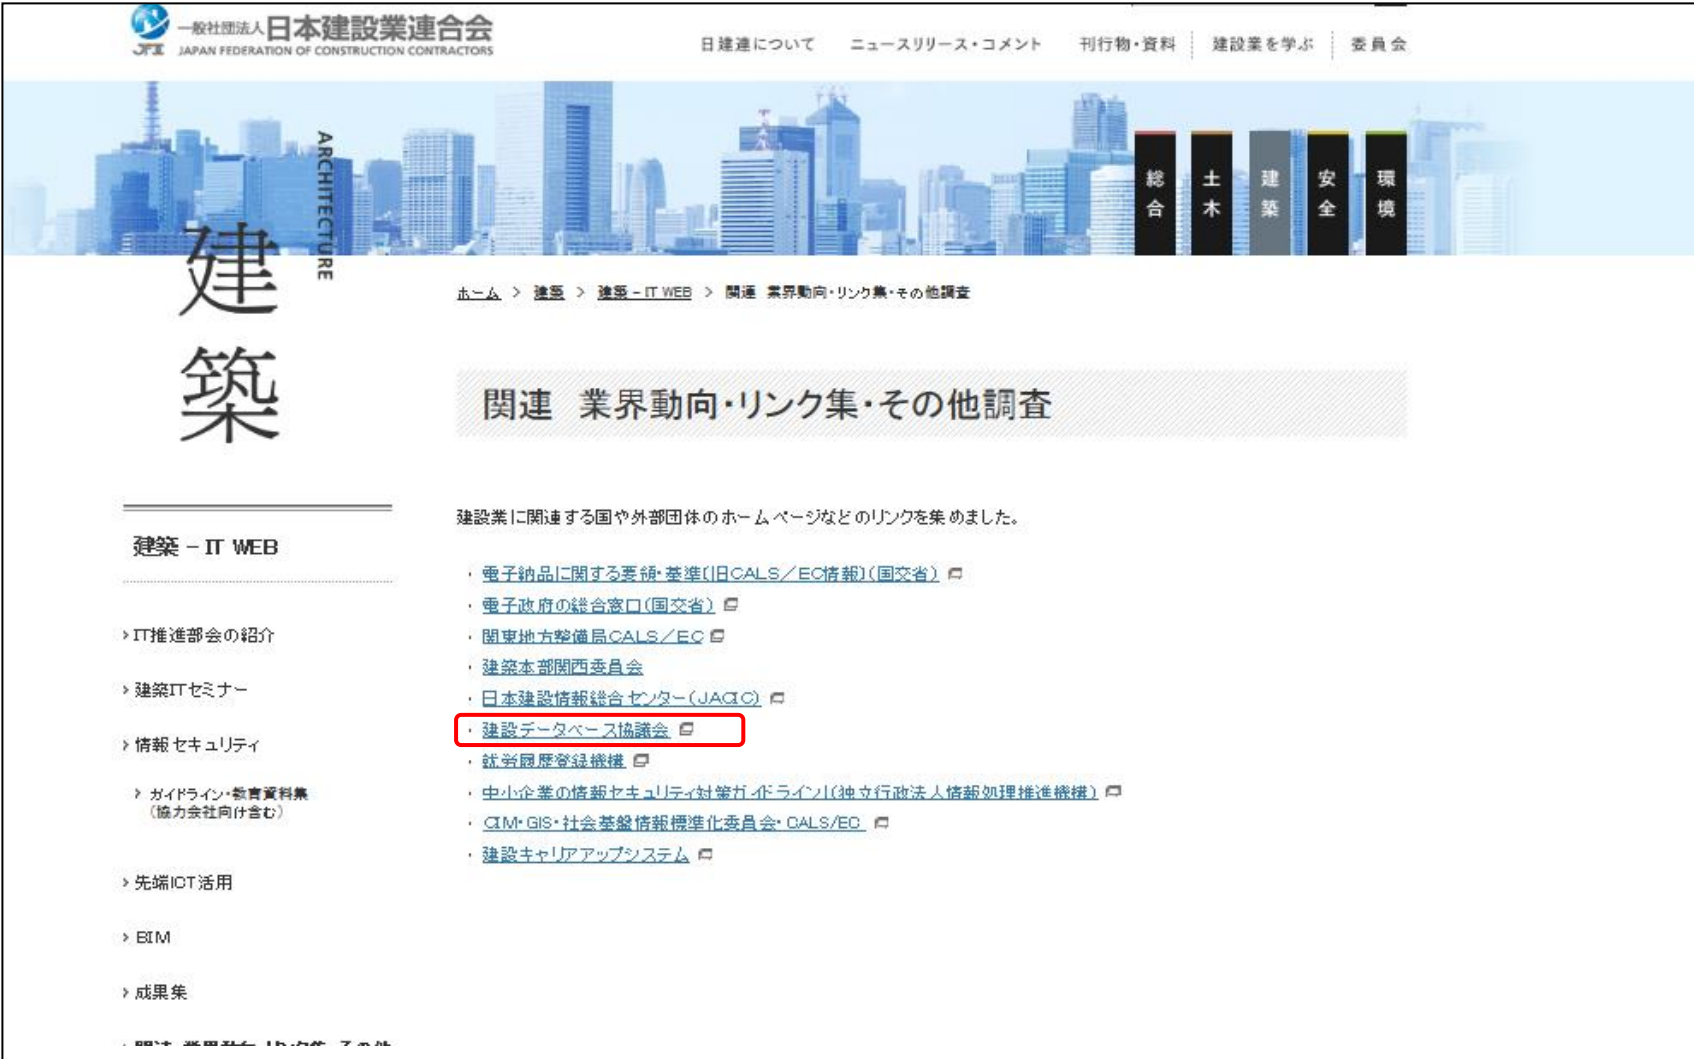 一般社団法人日本建設業連合会
JFCC JAPAN FEDERATION OF CONSTRUCTION CONTRACTORS
日建連について ニュースリリース・コメント 刊行物・資料 建設業を学ぶ 委員会
ARCHITECTURE
建築
総合 土木 建築 安全 環境
ホーム > 建築 > 建築 - IT WEB > 関連 業界動向・リンク集・その他調査
関連 業界動向・リンク集・その他調査
建設業に関連する国や外部団体のホームページなどのリンクを集めました。
・電子納品に関する要領・基準(旧CALS/EC情報)(国交省)
・電子政府の総合窓口(国交省)
・関東地方整備局CALS/EC
・建築本部関西委員会
・日本建設情報総合センター(JACIC)
・建設データベース協議会
・就労履歴登録機構
・中小企業の情報セキュリティ対策ガイドライン|(独立行政法人情報処理推進機構)
・CIM・GIS・社会基盤情報標準化委員会・CALS/EC
・建設キャリアアップシステム
建築 - IT WEB
> IT推進部会の紹介
> 建築ITセミナー
> 情報セキュリティ
> ガイドライン・教育資料集
(協力会社向け含む)
> 先端ICT活用
> BIM
> 成果集